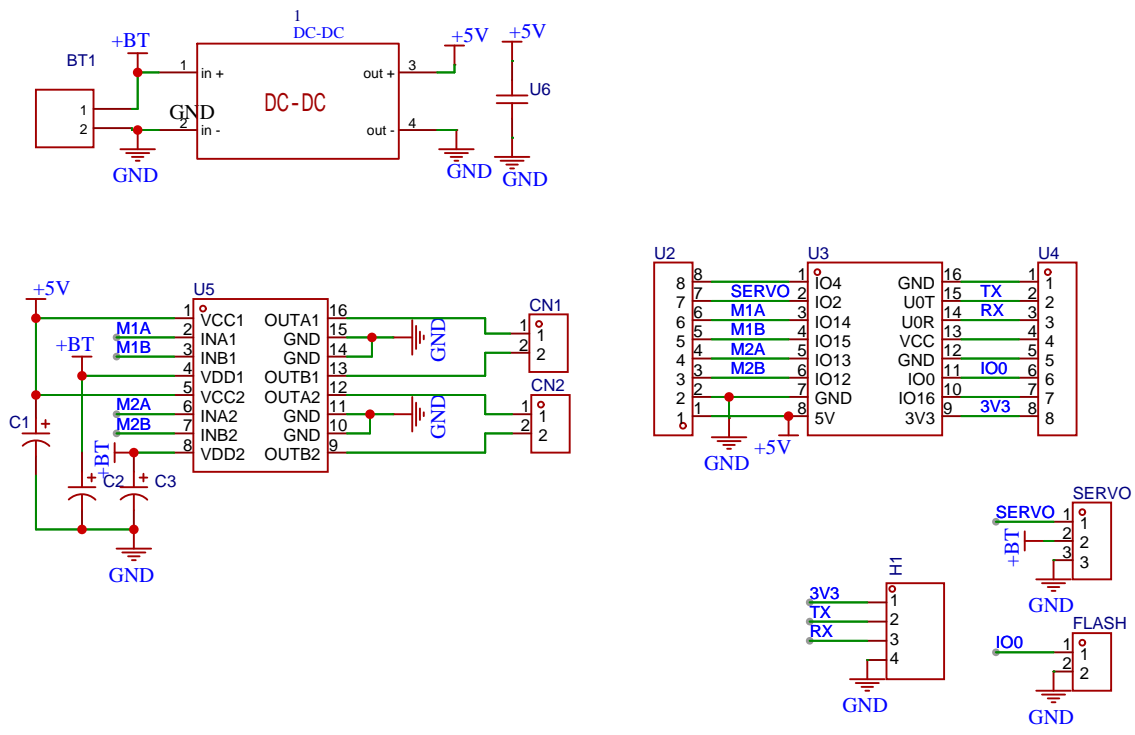 1
DC-DC
+BT
+5V
+5V
BT1
1
2
GND
1 in +
2 in -
DC-DC
out + 3
out - 4
U6
GND
GND
GND
+5V
U5
1 VCC1
M1A 2 INA1
M1B 3 INB1
+BT
4 VDD1
5 VCC2
M2A 6 INA2
M2B 7 INB2
+BT
8 VDD2
OUTA1 16
GND 15
GND 14
OUTB1 13
OUTA2 12
GND 11
GND 10
OUTB2 9
GND
GND
CN1
1 1
2 2
CN2
1 1
2 2
C1
C2
C3
+
+
+
GND
U2
8 8
7 7
6 6
5 5
4 4
3 3
2 2
1 1
SERVO
M1A
M1B
M2A
M2B
GND
+5V
U3
1 IO4
2 IO2
3 IO14
4 IO15
5 IO13
6 IO12
7 GND
8 5V
GND 16
U0T 15
U0R 14
VCC 13
GND 12
IO0 11
IO16 10
3V3 9
TX
RX
IO0
3V3
U4
1 1
2 2
3 3
4 4
5 5
6 6
7 7
8 8
SERVO
SERVO 1 1
+BT 2 2
3 3
GND
H1
3V3 1
TX 2
RX 3
4
GND
FLASH
IO0 1 1
2 2
GND